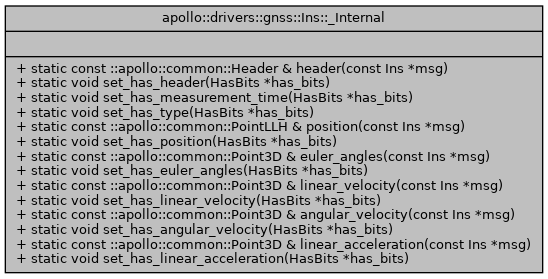 apollo::drivers::gnss::Ins::_Internal
+ static const ::apollo::common::Header & header(const Ins *msg)
+ static void set_has_header(HasBits *has_bits)
+ static void set_has_measurement_time(HasBits *has_bits)
+ static void set_has_type(HasBits *has_bits)
+ static const ::apollo::common::PointLLH & position(const Ins *msg)
+ static void set_has_position(HasBits *has_bits)
+ static const ::apollo::common::Point3D & euler_angles(const Ins *msg)
+ static void set_has_euler_angles(HasBits *has_bits)
+ static const ::apollo::common::Point3D & linear_velocity(const Ins *msg)
+ static void set_has_linear_velocity(HasBits *has_bits)
+ static const ::apollo::common::Point3D & angular_velocity(const Ins *msg)
+ static void set_has_angular_velocity(HasBits *has_bits)
+ static const ::apollo::common::Point3D & linear_acceleration(const Ins *msg)
+ static void set_has_linear_acceleration(HasBits *has_bits)